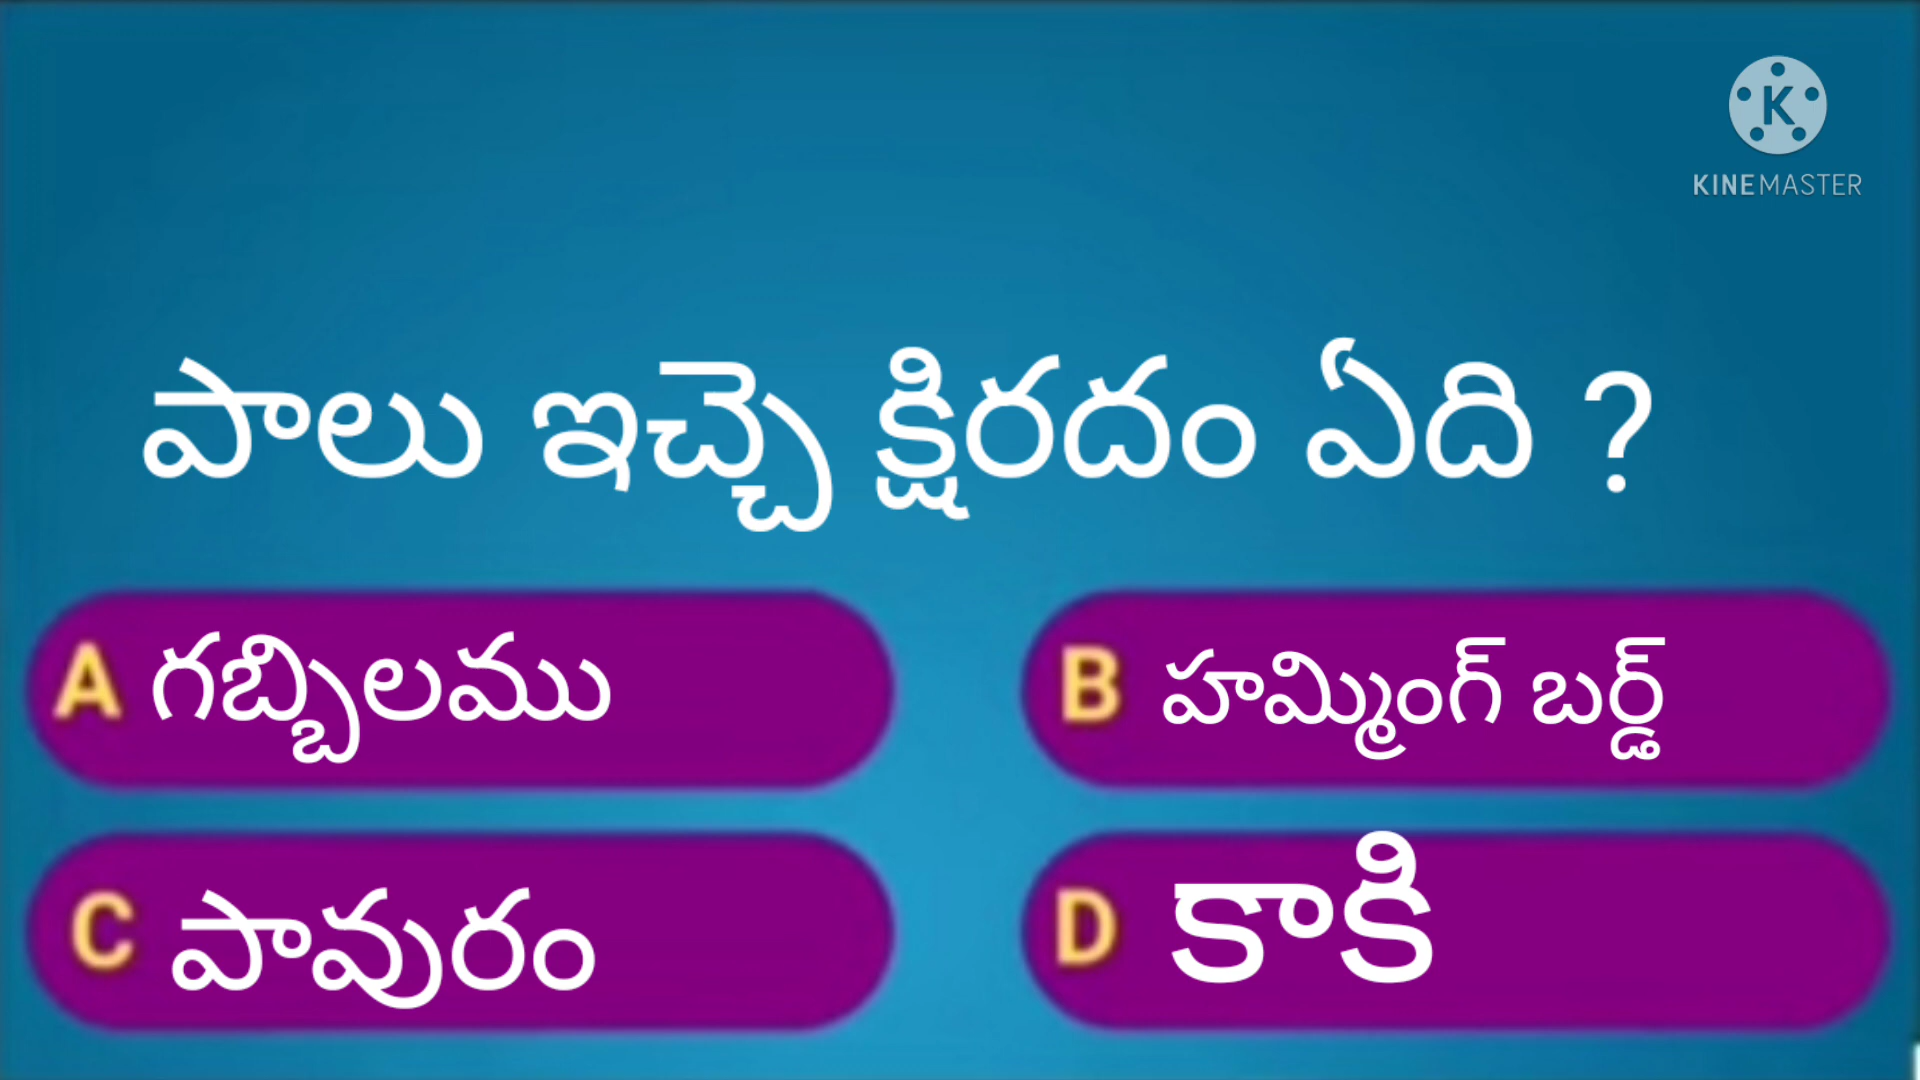 KINEMASTER
పాలు ఇచ్చె క్షిరదం ఏది ?
A గబ్బిలము
B హమ్మింగ్ బర్డ్
C పావురం
D కాకి